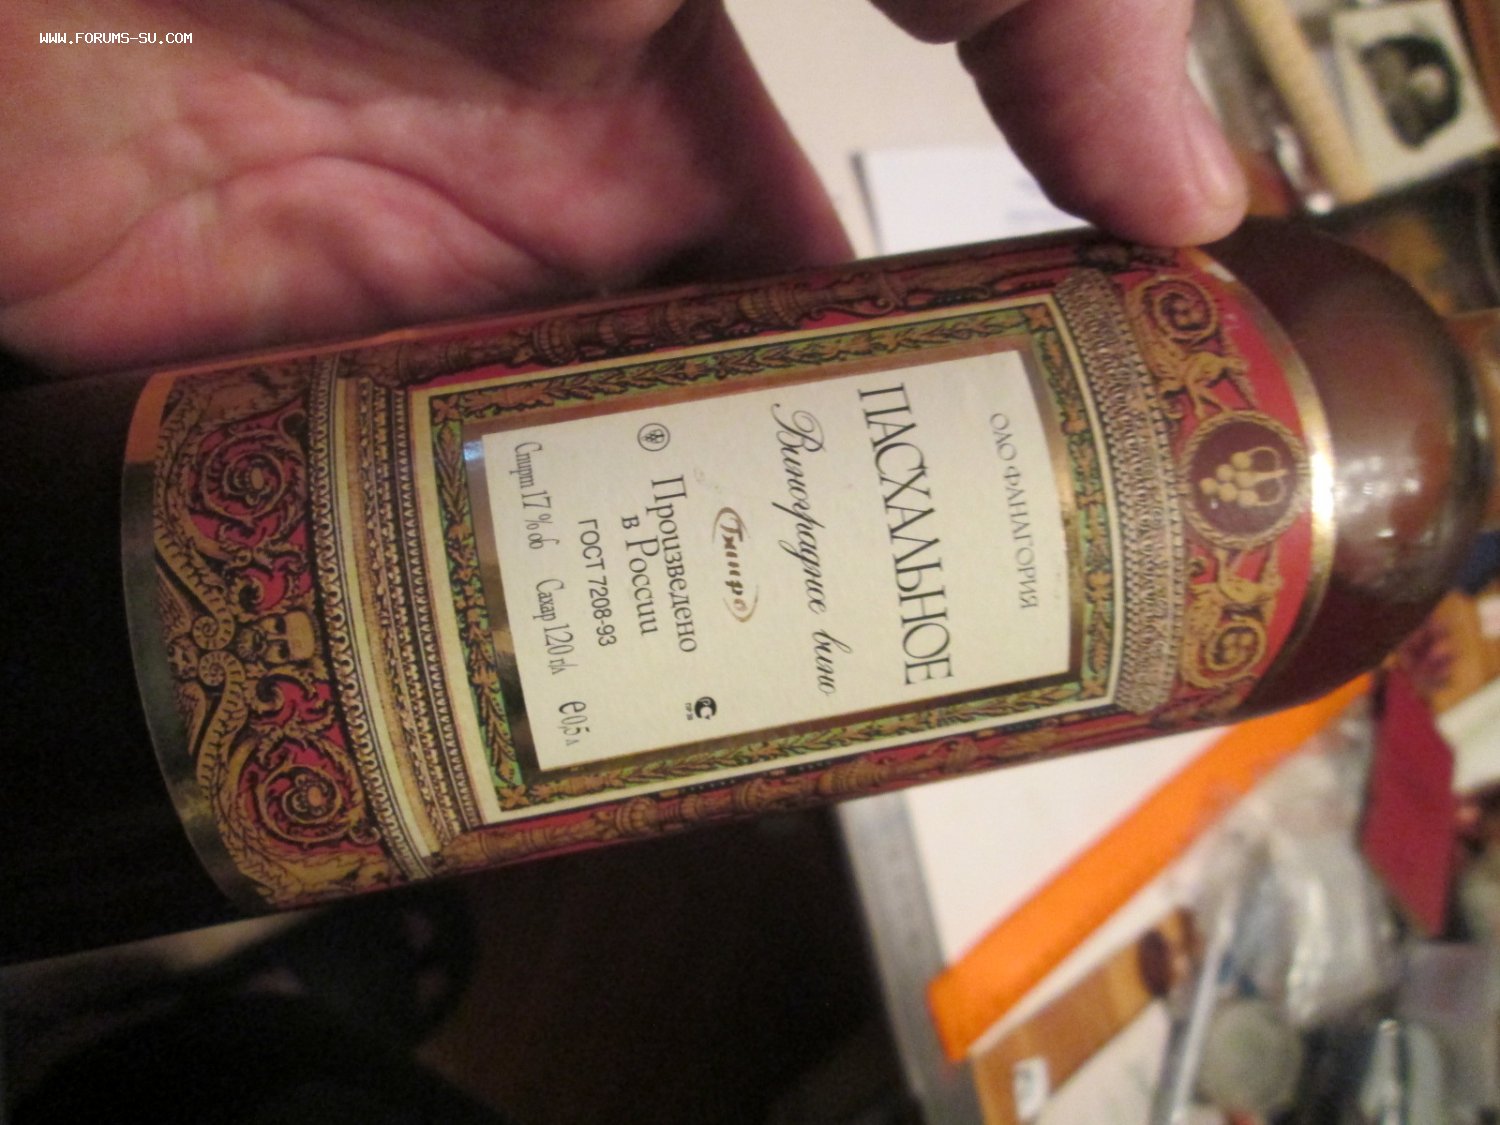 WWW.FORUMS-SU.COM
ОАО ФАНАГОРИЯ
ПАСХАЛЬНОЕ
Виноградное вино
Произведено
в России
ГОСТ 7208-93
Спирт 17 % об Сахар 120 г/л е 0,5 л